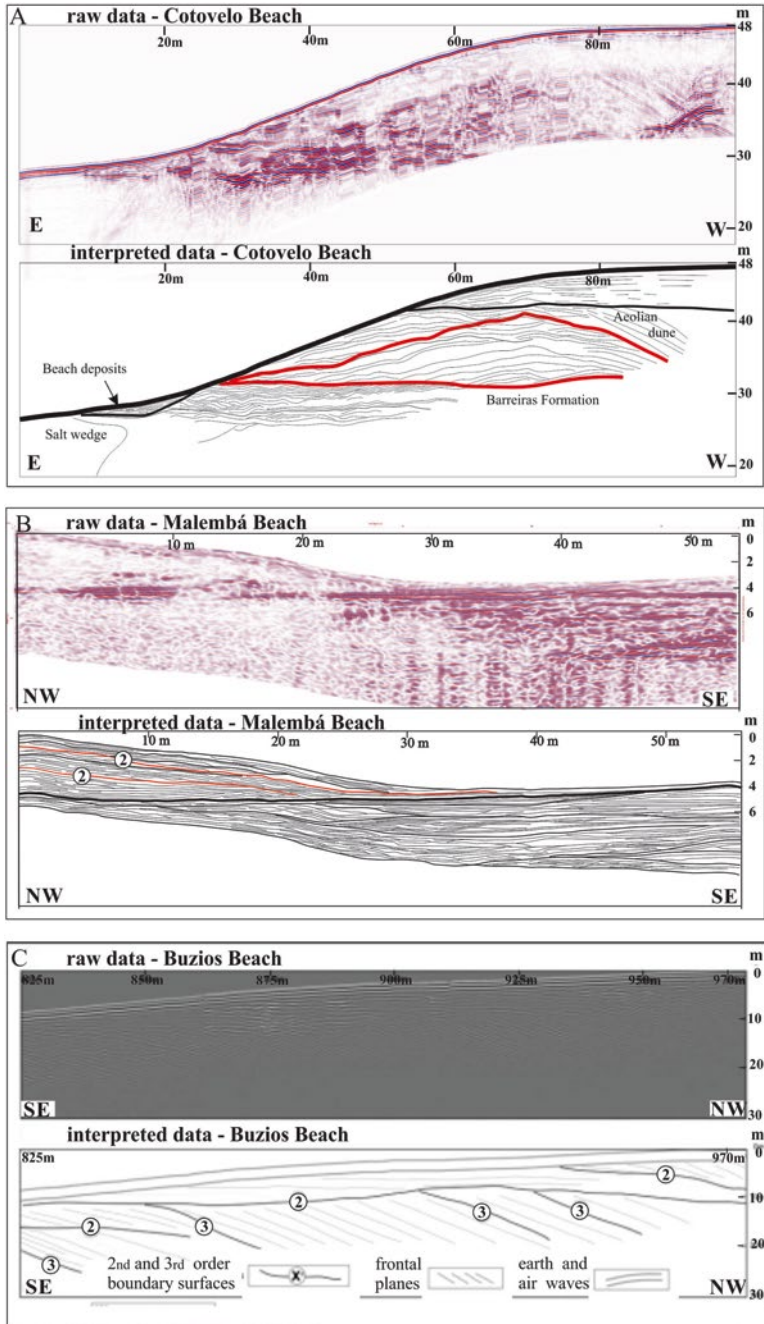 A
raw data - Cotovelo Beach
m
20m 40m 60m 80m 48
40
30
20
E W
interpreted data - Cotovelo Beach
m
20m 40m 60m 80m 48
Aeolian
dune
40
Beach deposits
30
Barreiras Formation
Salt wedge
20
E W
B
raw data - Malembá Beach
m
10 m 20 m 30 m 40 m 50 m 0
2
4
6
NW SE
interpreted data - Malembá Beach
m
10 m 20 m 30 m 40 m 50 m 0
2
2
2
4
6
NW SE
C
raw data - Buzios Beach
m
825m 850m 875m 900m 925m 950m 970m 0
10
20
30
SE NW
interpreted data - Buzios Beach
m
825m 970m 0
2
2 10
2 3 3 3
3 20
2nd and 3rd order frontal earth and
boundary surfaces X planes air waves
SE NW
30